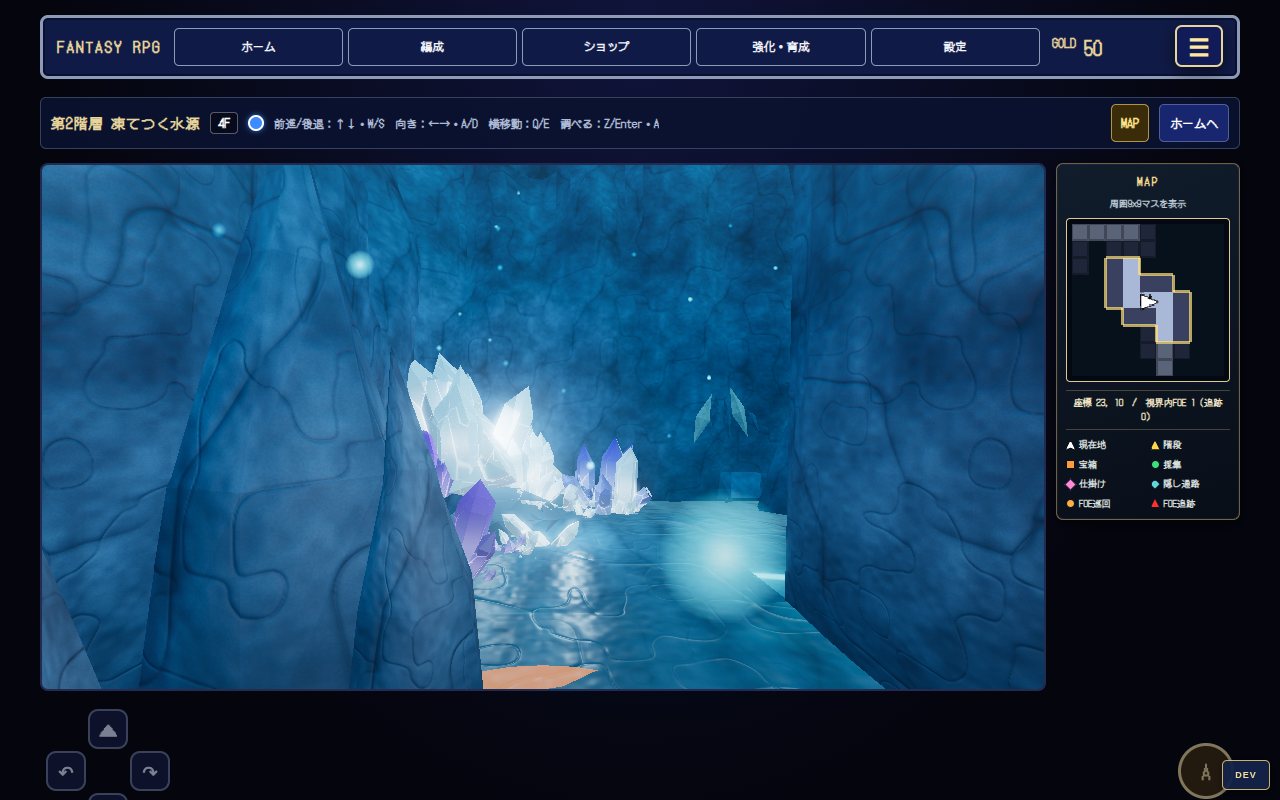 FANTASY RPG
ホーム
編成
ショップ
強化・育成
設定
GOLD 50
第2階層 凍てつく水源
4F
前進/後退：↑↓・W/S 向き：←→・A/D 横移動：Q/E 調べる：Z/Enter・A
MAP
ホームへ
MAP
周囲9x9マスを表示
座標 23, 10 / 視界内FOE 1（追跡
0）
現在地
階段
宝箱
採集
仕掛け
隠し通路
FOE巡回
FOE追跡
A
DEV